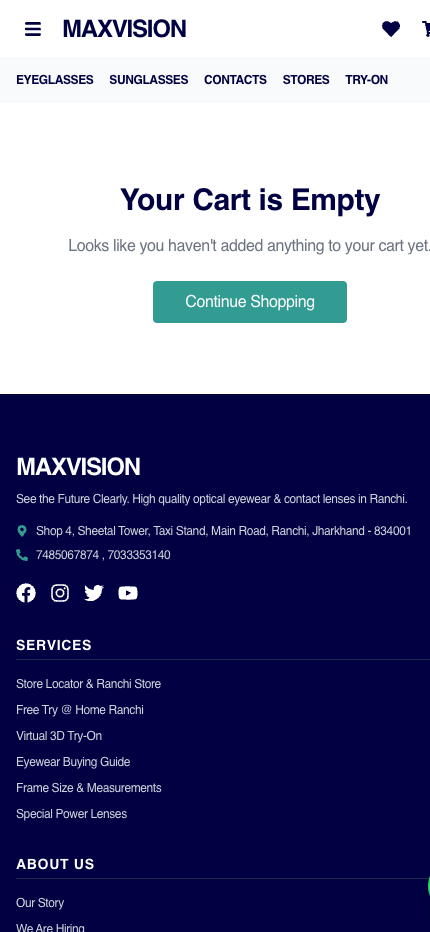 MAXVISION
EYEGLASSES SUNGLASSES CONTACTS STORES TRY-ON
Your Cart is Empty
Looks like you haven't added anything to your cart yet.
Continue Shopping
MAXVISION
See the Future Clearly. High quality optical eyewear & contact lenses in Ranchi.
Shop 4, Sheetal Tower, Taxi Stand, Main Road, Ranchi, Jharkhand - 834001
7485067874 , 7033353140
SERVICES
Store Locator & Ranchi Store
Free Try @ Home Ranchi
Virtual 3D Try-On
Eyewear Buying Guide
Frame Size & Measurements
Special Power Lenses
ABOUT US
Our Story
We Are Hiring